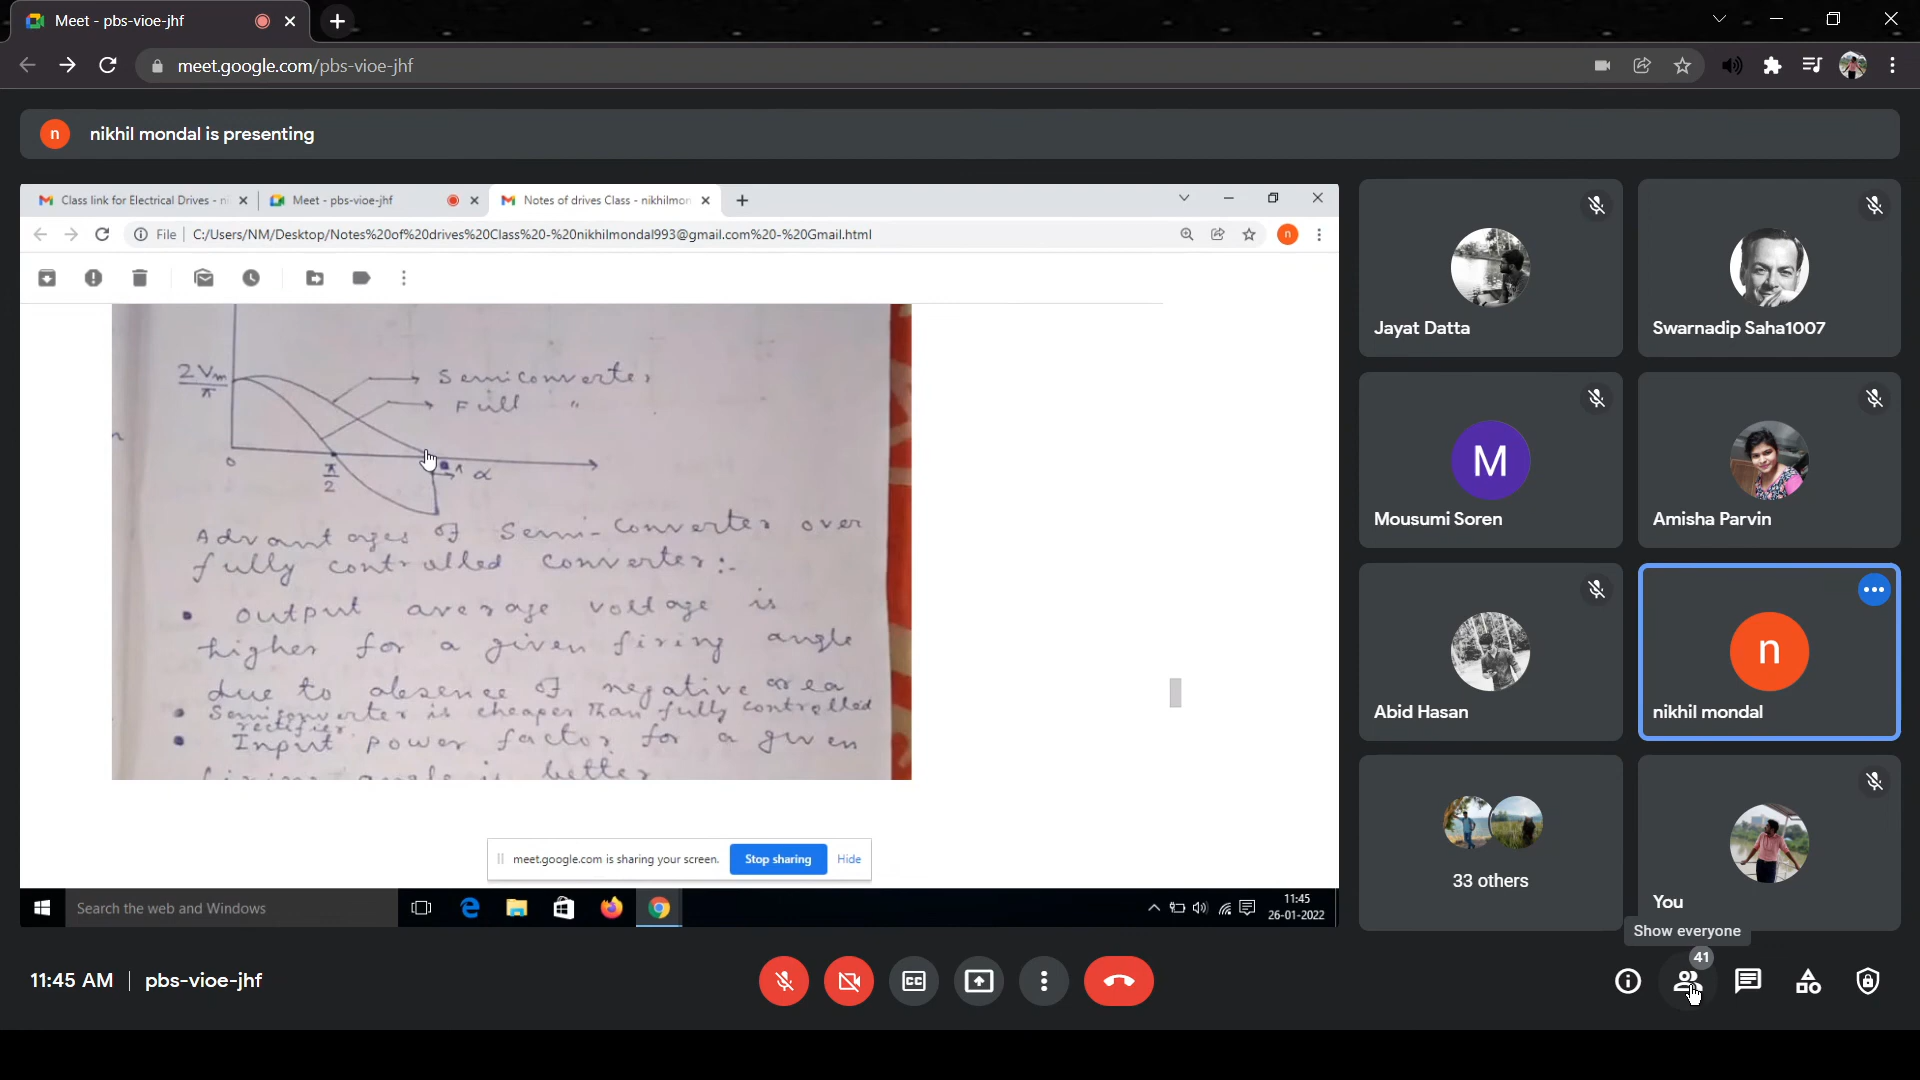 Meet - pbs-vioe-jhf
meet.google.com/pbs-vioe-jhf
n nikhil mondal is presenting
Class link for Electrical Drives - ni
Meet - pbs-vioe-jhf
Notes of drives Class - nikhilmon
File C:/Users/NM/Desktop/Notes%20of%20drives%20Class%20-%20nikhilmondal993@gmail.com%20-%20Gmail.html
n
2Vm
π
Semiconverter
Full "
0
π
2
π α
Advantages of Semi-Converter over
fully controlled converter:-
• output average voltage is
higher for a given firing angle
due to absence of negative area
• Semiconverter is cheaper than fully controlled
rectifier.
• Input power factor for a given
firing angle is better
meet.google.com is sharing your screen.
Stop sharing
Hide
Search the web and Windows
11:45
26-01-2022
Jayat Datta
Swarnadip Saha1007
M
Mousumi Soren
Amisha Parvin
Abid Hasan
n
nikhil mondal
33 others
You
Show everyone
41
11:45 AM | pbs-vioe-jhf
CC